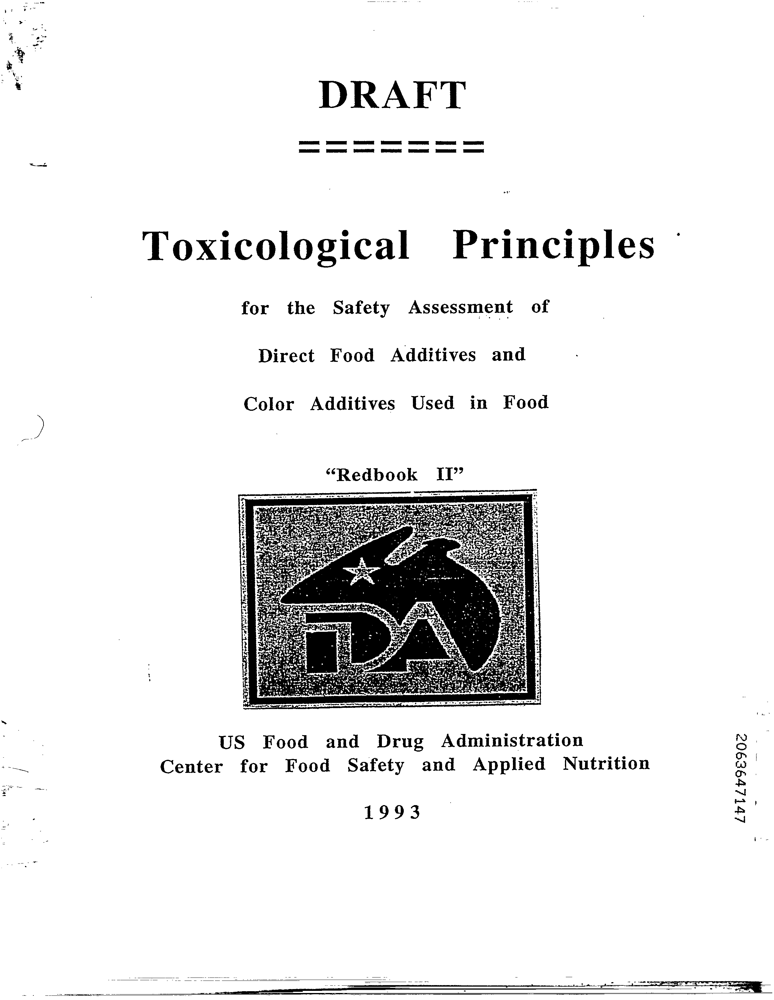 DRAFT
=======
Toxicological Principles
for the Safety Assessment of
Direct Food Additives and
Color Additives Used in Food
“Redbook II”
FDA
US Food and Drug Administration
Center for Food Safety and Applied Nutrition
1993
2063647147